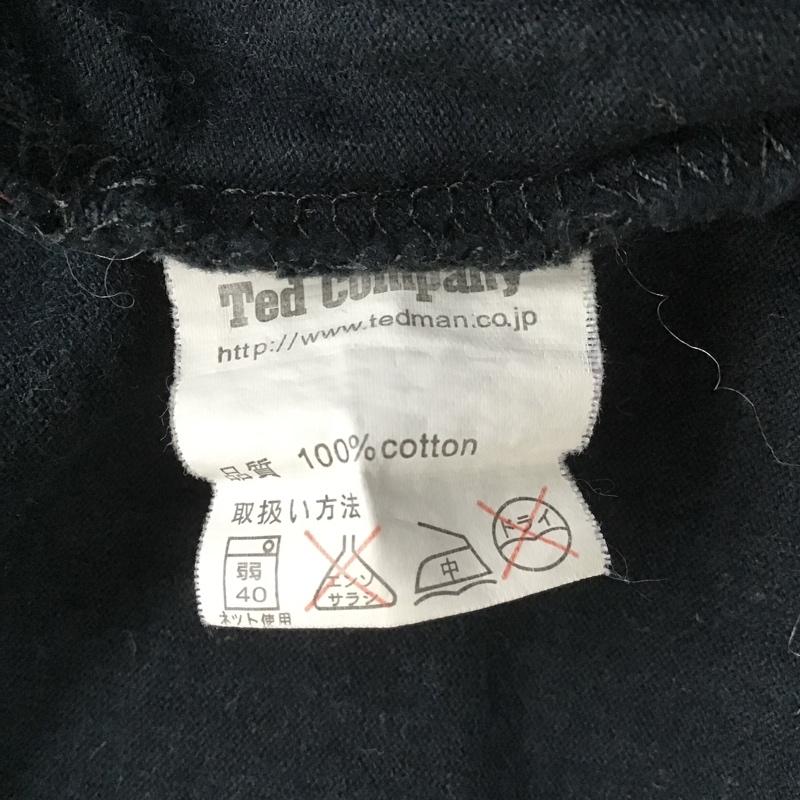 Ted Company
http://www.tedman.co.jp
品質 100% cotton
取扱い方法
弱
40
ネット使用
エンソ
サラシ
中
ドライ